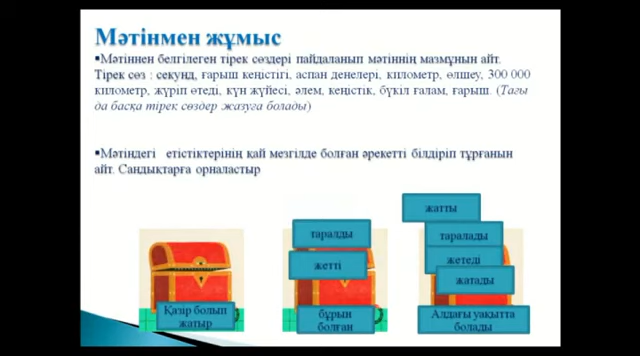 Мәтінмен жұмыс
▪Мәтіннен белгілеген тірек сөздері пайдаланып мәтіннің мазмұнын айт.
Тірек сөз : секунд, ғарыш кеңістігі, аспан денелері, километр, өлшеу, 300 000
километр, жүріп өтеді, күн жүйесі, әлем, кеңістік, бүкіл ғалам, ғарыш. (Тағы
да басқа тірек сөздер жазуға болады)
▪Мәтіндегі етістіктерінің қай мезгілде болған әрекетті білдіріп тұрғанын
айт. Сандықтарға орналастыр
жатты
таралды
таралады
жетті
жетеді
жатады
Қазір болып
жатыр
бұрын
болған
Алдағы уақытта
болады